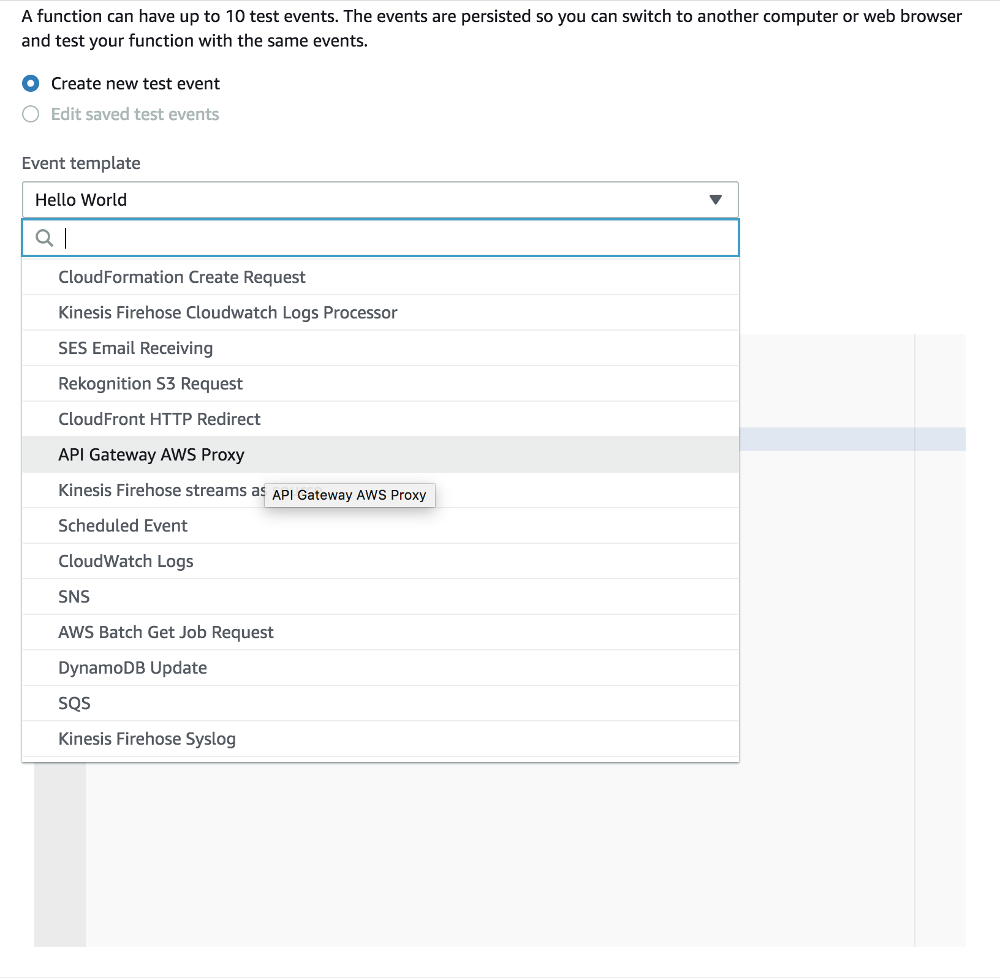 A function can have up to 10 test events. The events are persisted so you can switch to another computer or web browser
and test your function with the same events.
Create new test event
Edit saved test events
Event template
Hello World
CloudFormation Create Request
Kinesis Firehose Cloudwatch Logs Processor
SES Email Receiving
Rekognition S3 Request
CloudFront HTTP Redirect
API Gateway AWS Proxy
Kinesis Firehose streams as source
API Gateway AWS Proxy
Scheduled Event
CloudWatch Logs
SNS
AWS Batch Get Job Request
DynamoDB Update
SQS
Kinesis Firehose Syslog